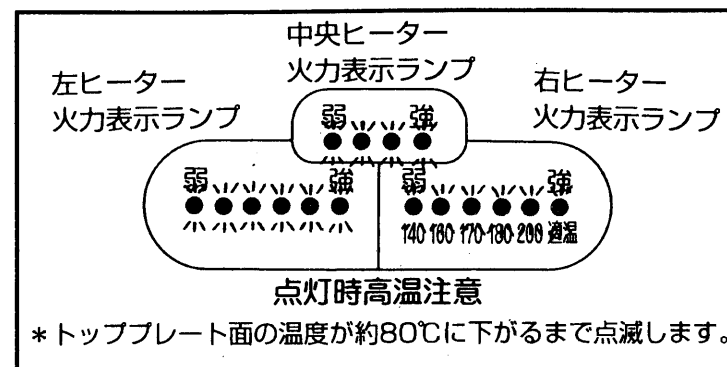 中央ヒーター
火力表示ランプ
左ヒーター
火力表示ランプ
右ヒーター
火力表示ランプ
弱 強
弱 強
弱 強
140 160 170 180 200 適温
点灯時高温注意
*トッププレート面の温度が約80℃に下がるまで点滅します。